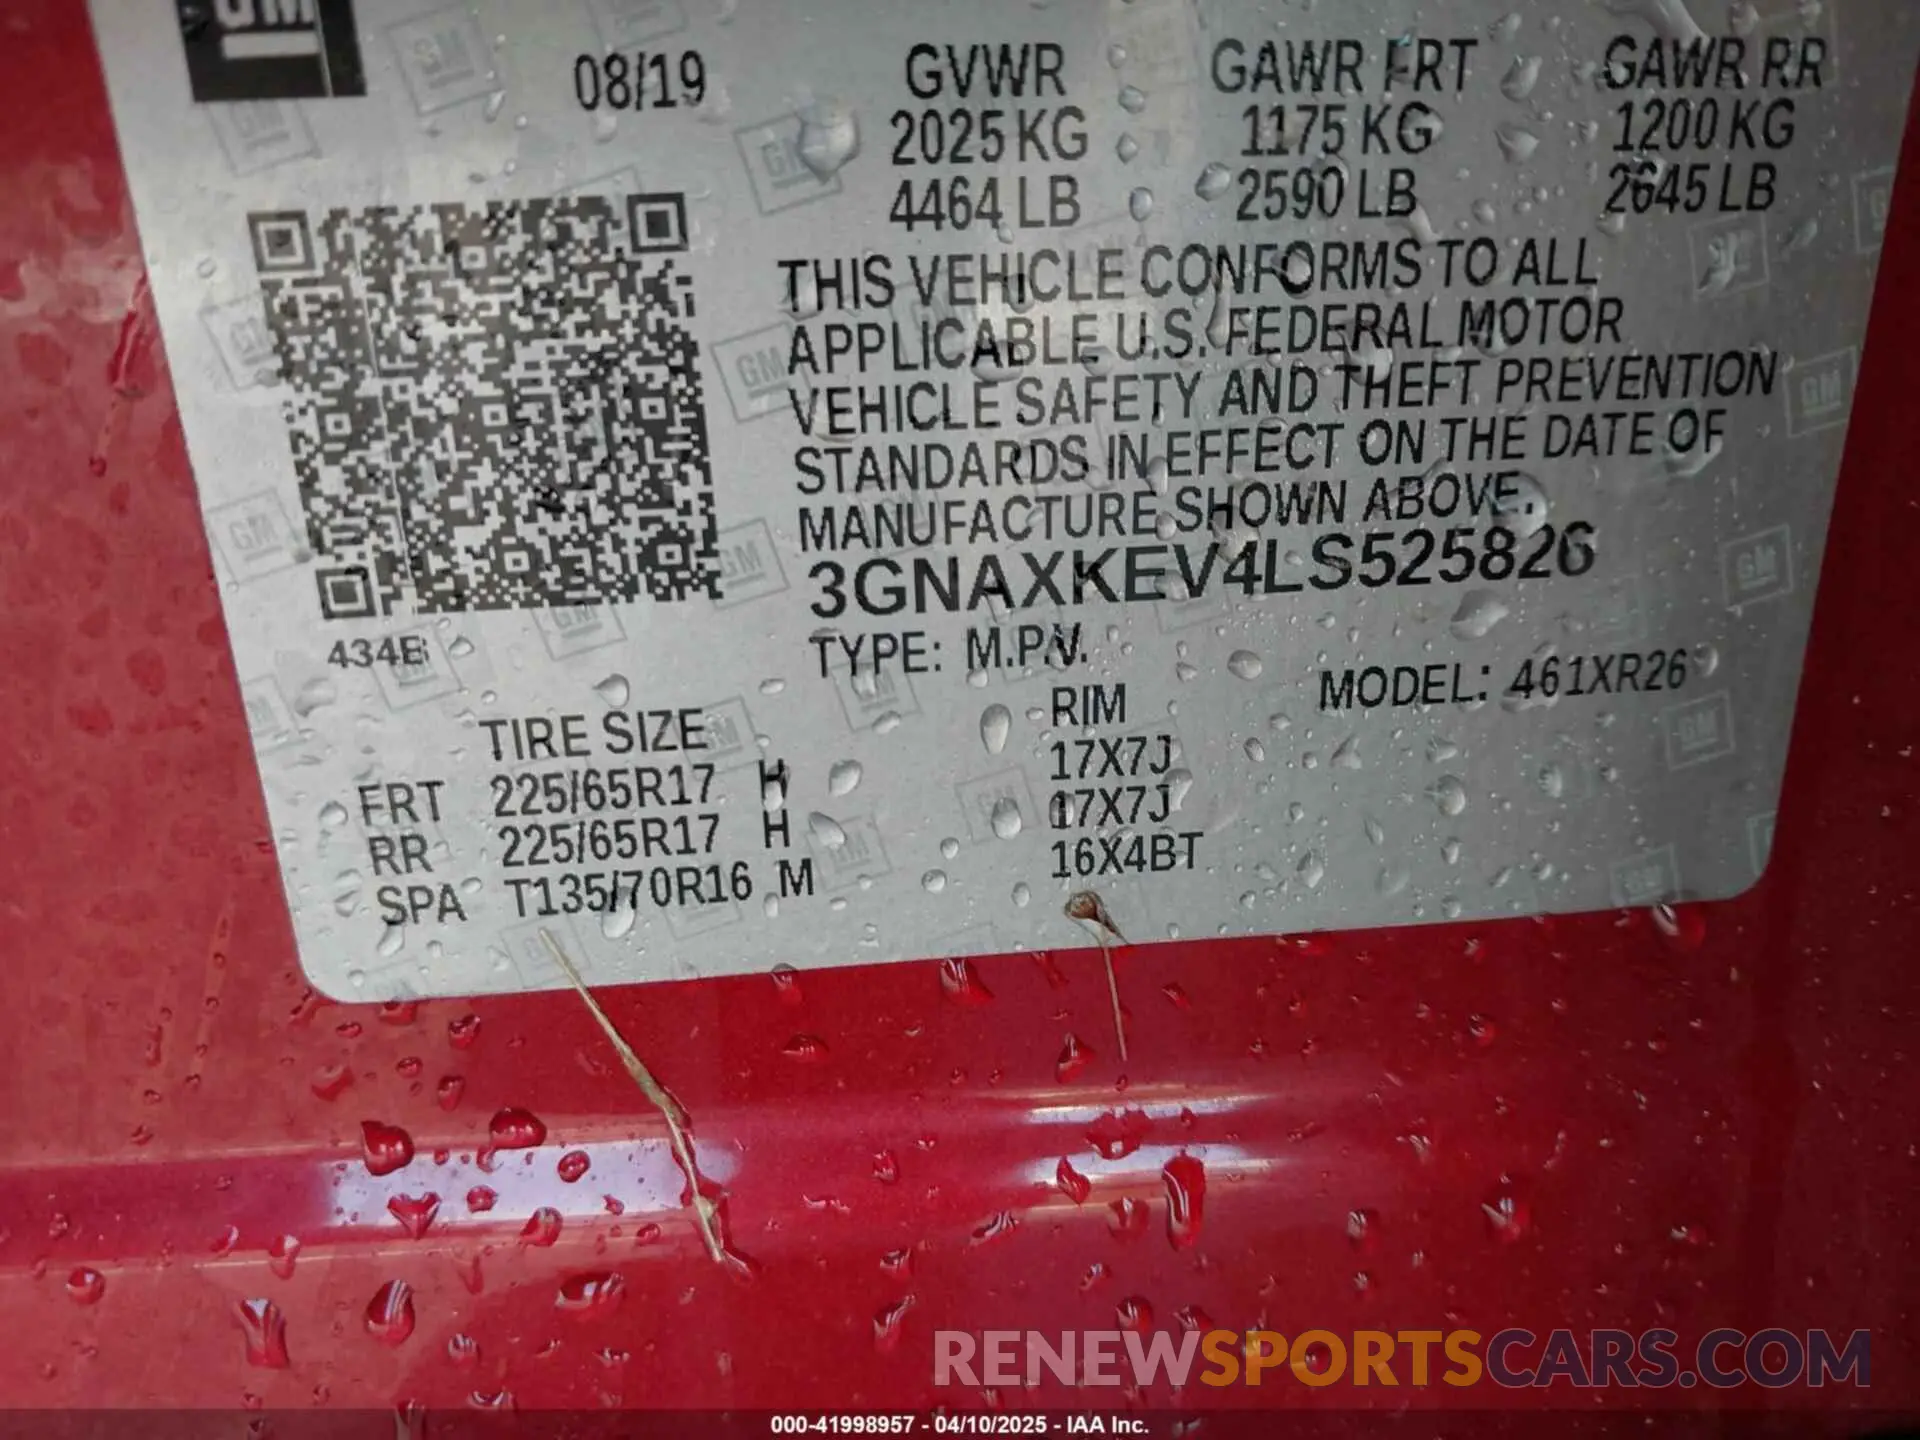 GM
08/19 GVWR GAWR FRT GAWR RR
2025 KG 1175 KG 1200 KG
4464 LB 2590 LB 2645 LB
THIS VEHICLE CONFORMS TO ALL
APPLICABLE U.S. FEDERAL MOTOR
VEHICLE SAFETY AND THEFT PREVENTION
STANDARDS IN EFFECT ON THE DATE OF
MANUFACTURE SHOWN ABOVE.
3GNAXKEV4LS525826
434E
TYPE: M.P.V. MODEL: 461XR26
TIRE SIZE RIM
FRT 225/65R17 H 17X7J
RR 225/65R17 H 17X7J
SPA T135/70R16 M 16X4BT
RENEWSPORTSCARS.COM
000-41998957 - 04/10/2025 - IAA Inc.